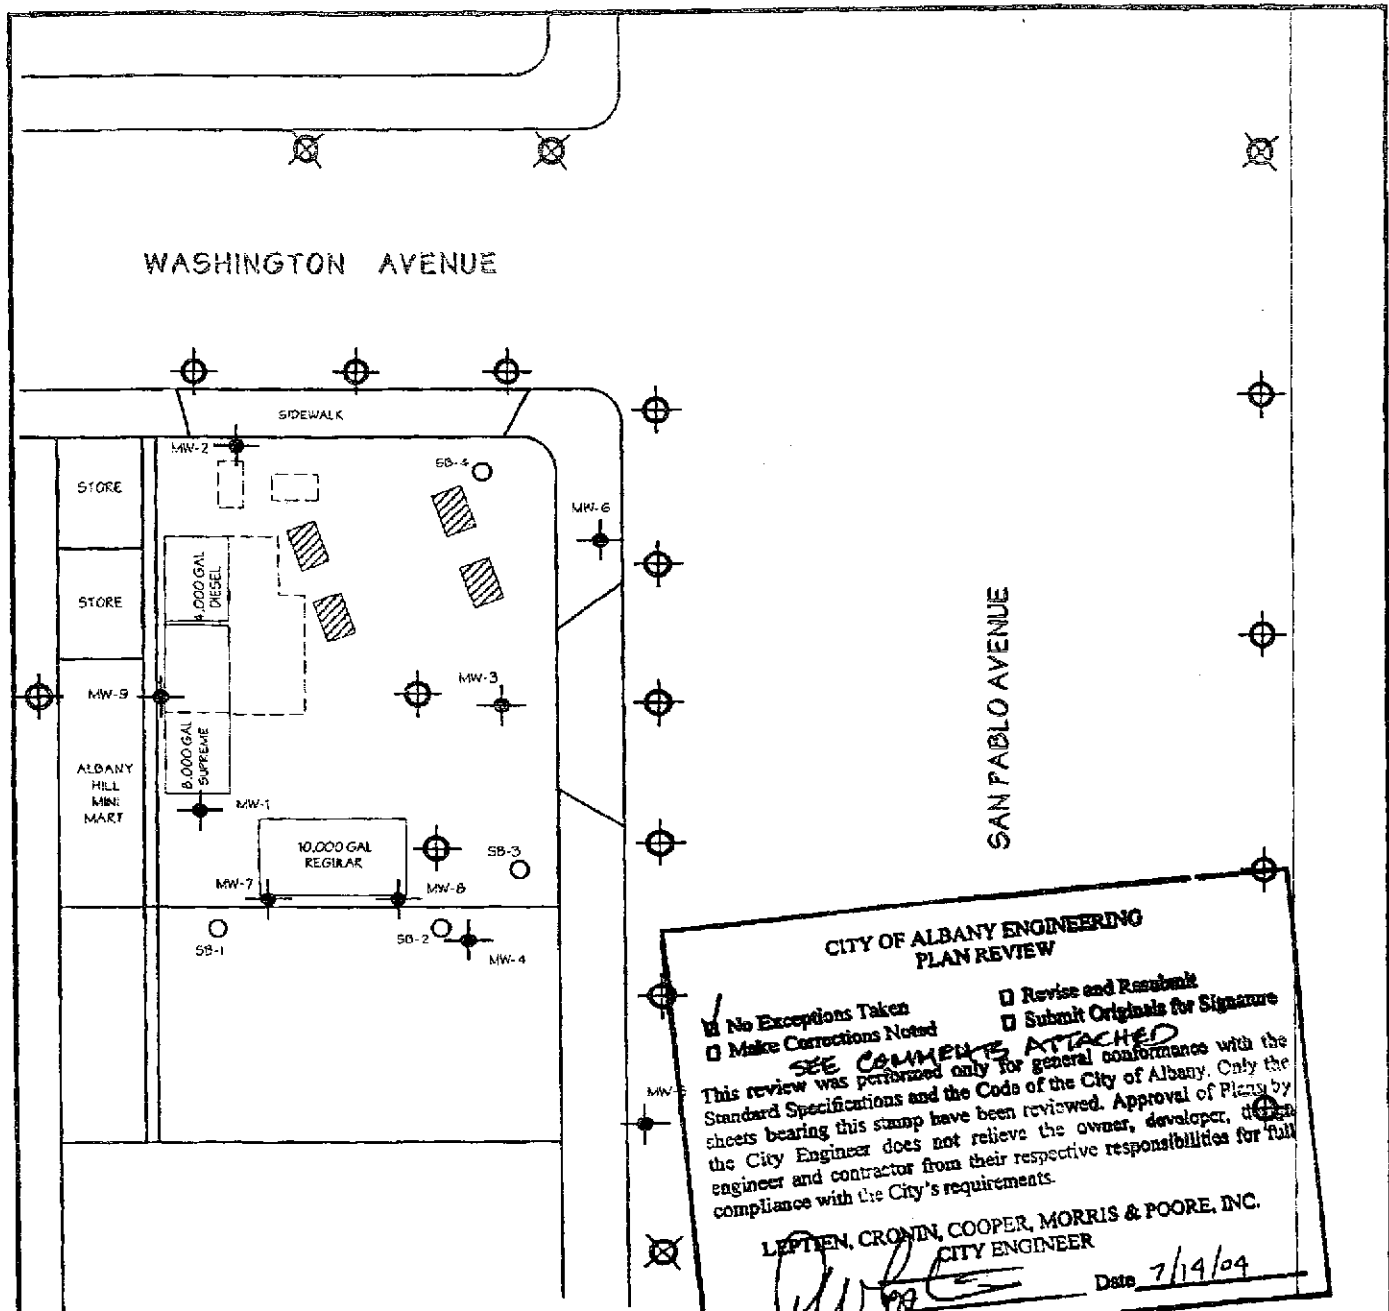 WASHINGTON AVENUE
SIDEWALK
MW-2
SB-4
STORE
MW-6
4,000 GAL
DIESEL
STORE
SAN PABLO AVENUE
MW-9
MW-3
8,000 GAL
SUPREME
ALBANY
HILL
MINI
MART
MW-1
10,000 GAL
REGULAR
SB-3
MW-7
MW-8
SB-1
SB-2
MW-4
MW-
CITY OF ALBANY ENGINEERING
PLAN REVIEW
No Exceptions Taken
Revise and Resubmit
Make Corrections Noted
Submit Originals for Signature
SEE COMMENTS ATTACHED
This review was performed only for general conformance with the
Standard Specifications and the Code of the City of Albany. Only the
sheets bearing this stamp have been reviewed. Approval of Plans by
the City Engineer does not relieve the owner, developer, design
engineer and contractor from their respective responsibilities for full
compliance with the City's requirements.
LEPTIEN, CRONIN, COOPER, MORRIS & POORE, INC.
CITY ENGINEER
Date 7/14/04